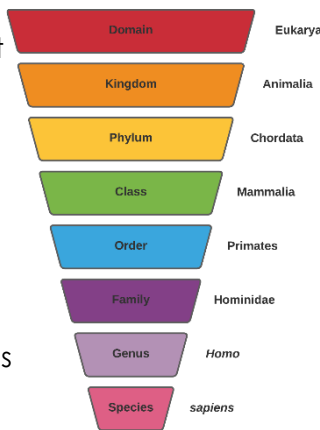 Domain Eukarya
t
Kingdom Animalia
Phylum Chordata
Class Mammalia
Order Primates
Family Hominidae
Genus Homo
s
Species sapiens